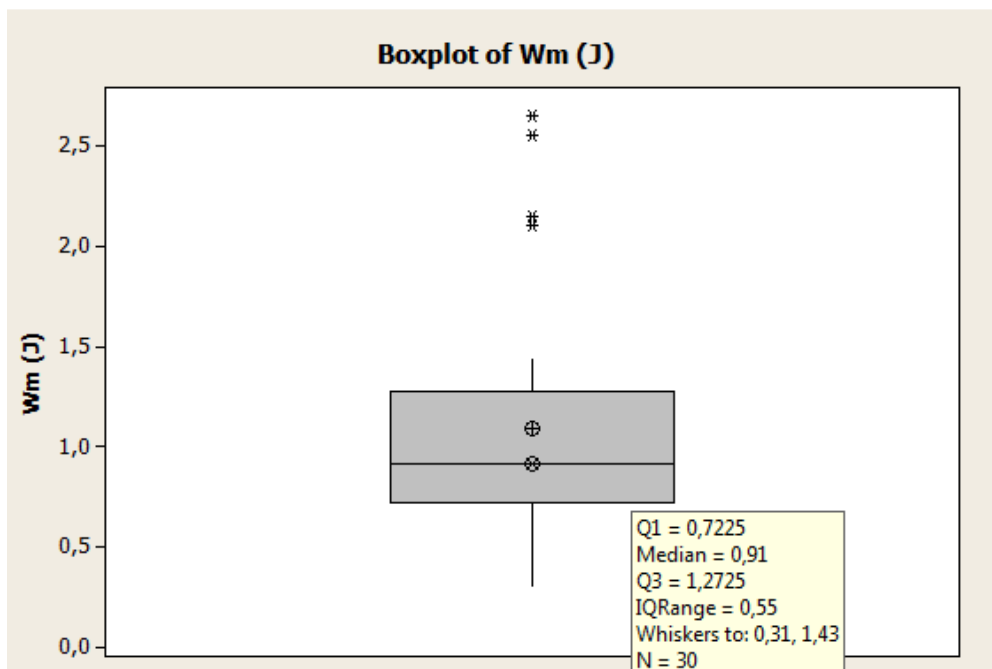 Boxplot of Wm (J)
2,5
2,0
1,5
1,0
0,5
0,0
Wm (J)
Q1 = 0,7225
Median = 0,91
Q3 = 1,2725
IQRange = 0,55
Whiskers to: 0,31, 1,43
N = 30